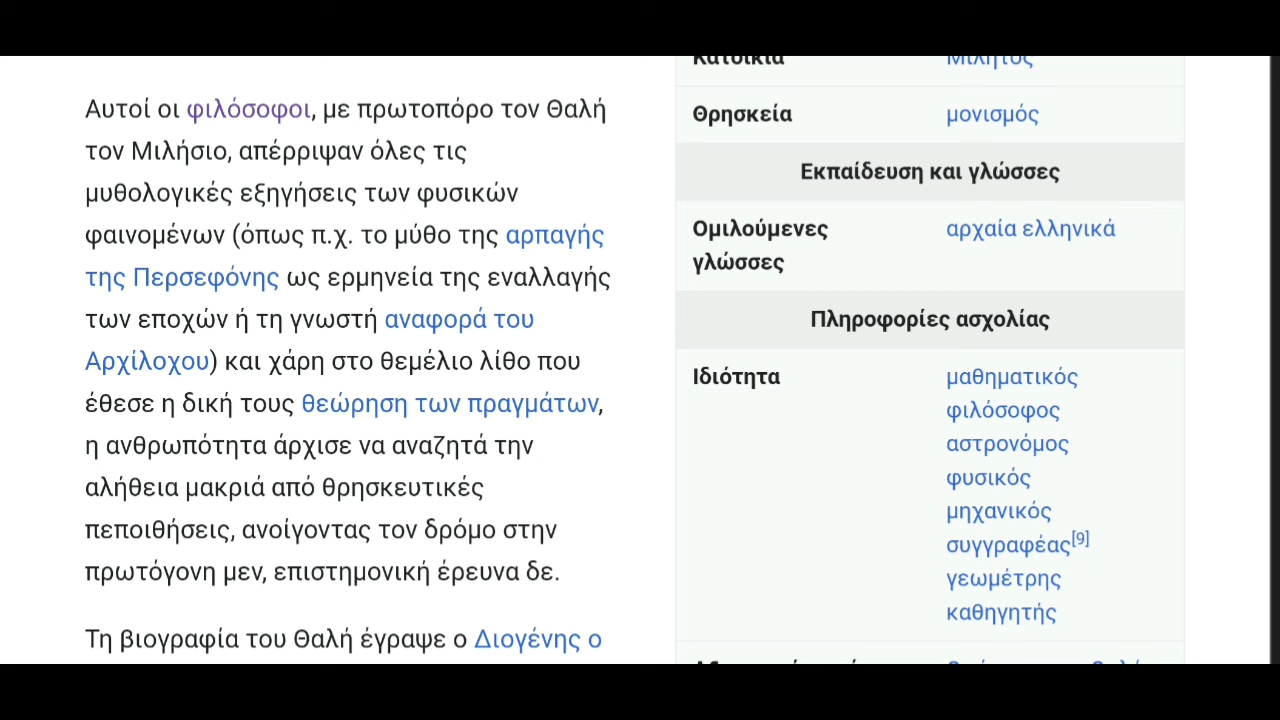 Αυτοί οι φιλόσοφοι, με πρωτοπόρο τον Θαλή
τον Μιλήσιο, απέρριψαν όλες τις
μυθολογικές εξηγήσεις των φυσικών
φαινομένων (όπως π.χ. το μύθο της αρπαγής
της Περσεφόνης ως ερμηνεία της εναλλαγής
των εποχών ή τη γνωστή αναφορά του
Αρχίλοχου) και χάρη στο θεμέλιο λίθο που
έθεσε η δική τους θεώρηση των πραγμάτων,
η ανθρωπότητα άρχισε να αναζητά την
αλήθεια μακριά από θρησκευτικές
πεποιθήσεις, ανοίγοντας τον δρόμο στην
πρωτόγονη μεν, επιστημονική έρευνα δε.
Τη βιογραφία του Θαλή έγραψε ο Διογένης ο
Κατοικία Μίλητος
Θρησκεία μονισμός
Εκπαίδευση και γλώσσες
Ομιλούμενες αρχαία ελληνικά
γλώσσες
Πληροφορίες ασχολίας
Ιδιότητα μαθηματικός
φιλόσοφος
αστρονόμος
φυσικός
μηχανικός
συγγραφέας[9]
γεωμέτρης
καθηγητής